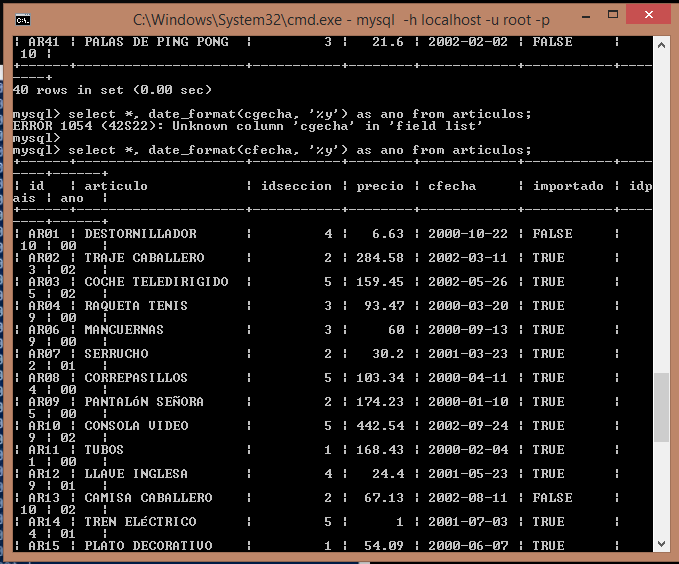 C:\Windows\System32\cmd.exe - mysql -h localhost -u root -p
| AR41 | PALAS DE PING PONG | 3 | 21.6 | 2002-02-02 | FALSE |
10 |
+------+--------------------+-----------+--------+------------+-----------+----
----+
40 rows in set (0.00 sec)
mysql> select *, date_format(cgecha, '%y') as ano from articulos;
ERROR 1054 (42S22): Unknown column 'cgecha' in 'field list'
mysql>
mysql> select *, date_format(cfecha, '%y') as ano from articulos;
+------+--------------------+-----------+--------+------------+-----------+----
----+------+
| id | articulo | idseccion | precio | cfecha | importado | idp
ais | ano |
+------+--------------------+-----------+--------+------------+-----------+----
----+------+
| AR01 | DESTORNILLADOR | 4 | 6.63 | 2000-10-22 | FALSE |
10 | 00 |
| AR02 | TRAJE CABALLERO | 2 | 284.58 | 2002-03-11 | TRUE |
3 | 02 |
| AR03 | COCHE TELEDIRIGIDO | 5 | 159.45 | 2002-05-26 | TRUE |
5 | 02 |
| AR04 | RAQUETA TENIS | 3 | 93.47 | 2000-03-20 | TRUE |
9 | 00 |
| AR06 | MANCUERNAS | 3 | 60 | 2000-09-13 | TRUE |
9 | 00 |
| AR07 | SERRUCHO | 2 | 30.2 | 2001-03-23 | TRUE |
2 | 01 |
| AR08 | CORREPASILLOS | 5 | 103.34 | 2000-04-11 | TRUE |
4 | 00 |
| AR09 | PANTALóN SEÑORA | 2 | 174.23 | 2000-01-10 | TRUE |
5 | 00 |
| AR10 | CONSOLA VIDEO | 5 | 442.54 | 2002-09-24 | TRUE |
9 | 02 |
| AR11 | TUBOS | 1 | 168.43 | 2000-02-04 | TRUE |
1 | 00 |
| AR12 | LLAVE INGLESA | 4 | 24.4 | 2001-05-23 | TRUE |
9 | 01 |
| AR13 | CAMISA CABALLERO | 2 | 67.13 | 2002-08-11 | FALSE |
10 | 02 |
| AR14 | TREN ELéCTRICO | 5 | 1 | 2001-07-03 | TRUE |
4 | 01 |
| AR15 | PLATO DECORATIVO | 1 | 54.09 | 2000-06-07 | TRUE |